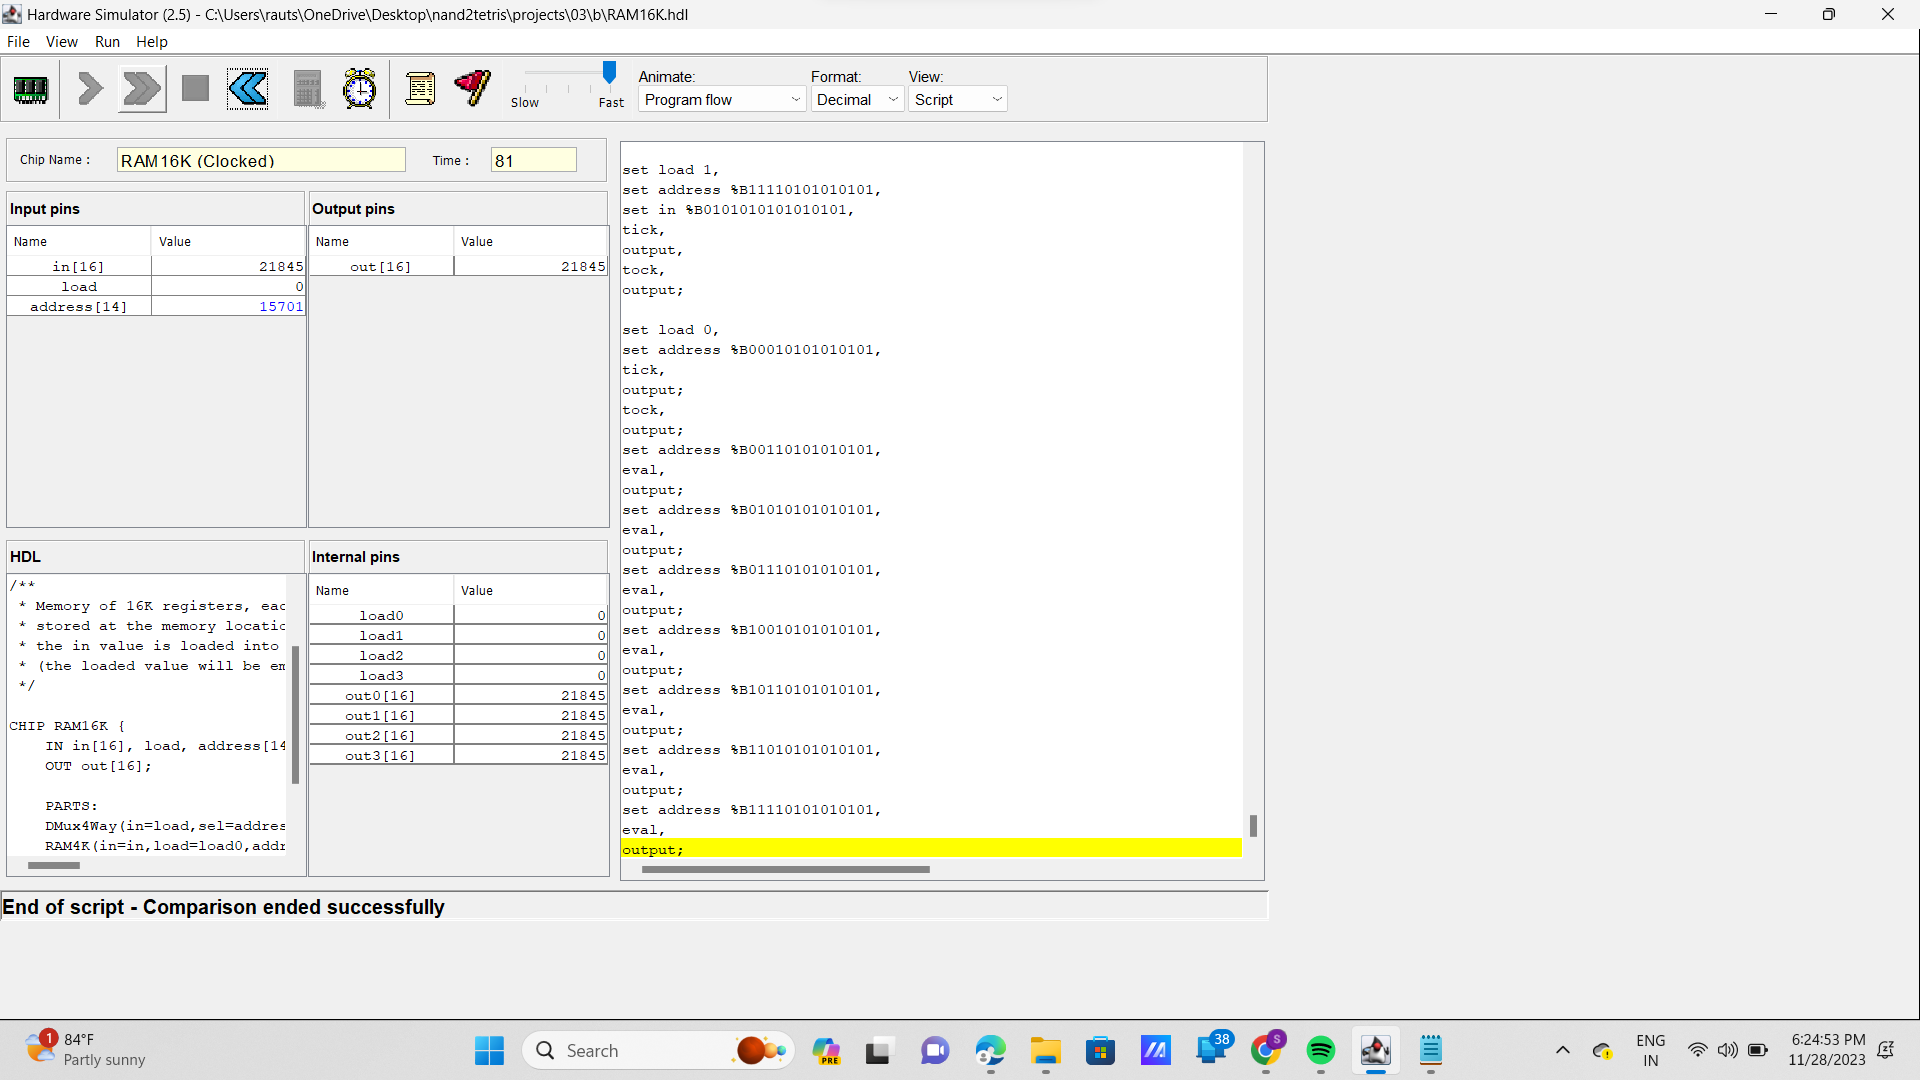 Hardware Simulator (2.5) - C:\Users\rauts\OneDrive\Desktop\nand2tetris\projects\03\b\RAM16K.hdl
File View Run Help
Slow Fast
Animate: Format: View:
Program flow Decimal Script
Chip Name : RAM16K (Clocked) Time : 81
Input pins
Name Value
in[16] 21845
load 0
address[14] 15701
Output pins
Name Value
out[16] 21845
HDL
/**
* Memory of 16K registers, eac
* stored at the memory locatio
* the in value is loaded into
* (the loaded value will be em
*/
CHIP RAM16K {
IN in[16], load, address[14
OUT out[16];
PARTS:
DMux4Way(in=load,sel=addres
RAM4K(in=in,load=load0,addr
Internal pins
Name Value
load0 0
load1 0
load2 0
load3 0
out0[16] 21845
out1[16] 21845
out2[16] 21845
out3[16] 21845
set load 1,
set address %B11110101010101,
set in %B0101010101010101,
tick,
output,
tock,
output;
set load 0,
set address %B00010101010101,
tick,
output;
tock,
output;
set address %B00110101010101,
eval,
output;
set address %B01010101010101,
eval,
output;
set address %B01110101010101,
eval,
output;
set address %B10010101010101,
eval,
output;
set address %B10110101010101,
eval,
output;
set address %B11010101010101,
eval,
output;
set address %B11110101010101,
eval,
output;
End of script - Comparison ended successfully
1
84°F
Partly sunny
Search
PRE
38
S
ENG
IN
6:24:53 PM
11/28/2023